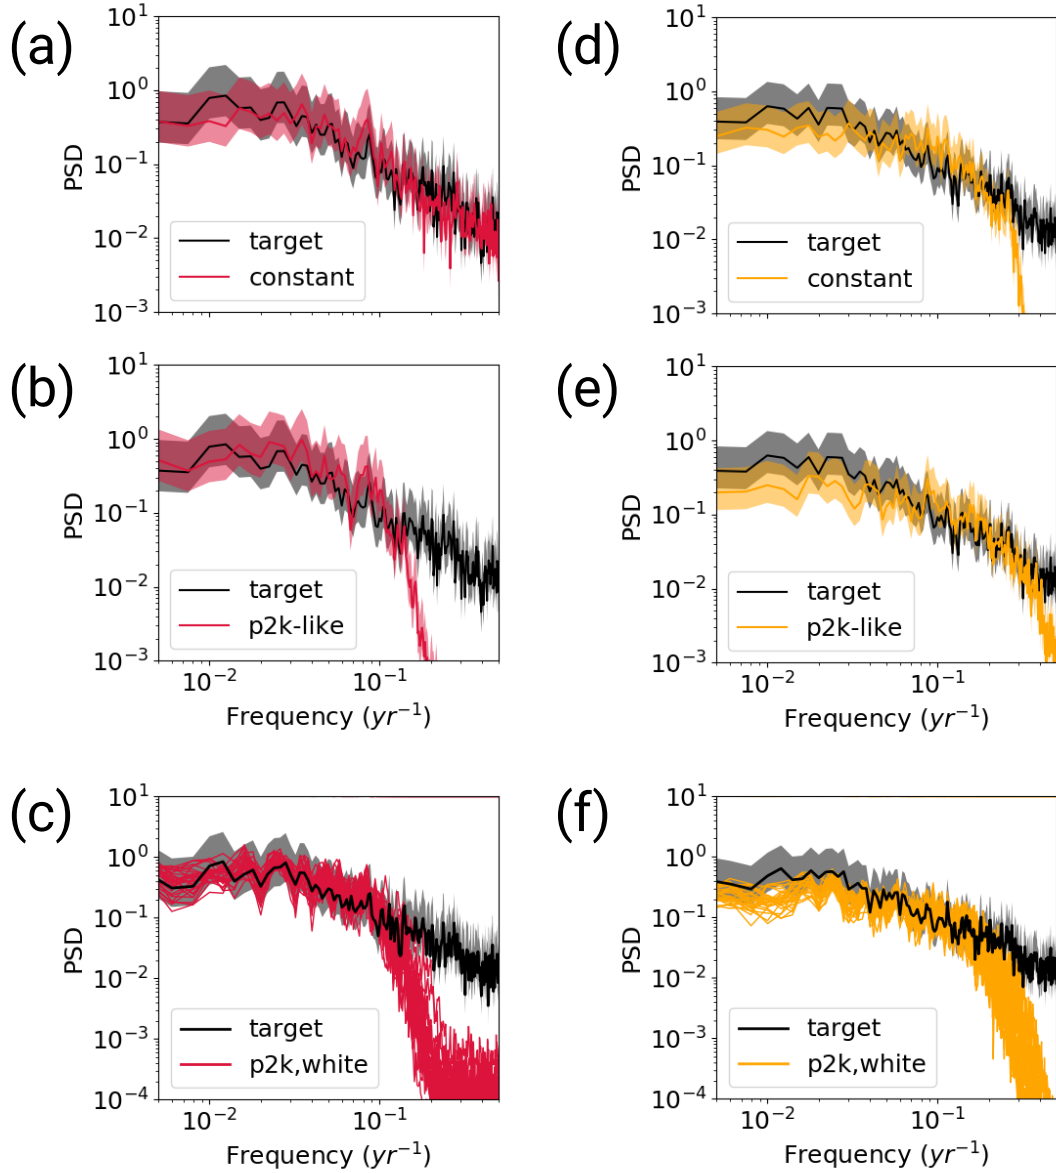 (a)
10^1
10^0
10^{-1}
10^{-2}
10^{-3}
PSD
target
constant
(d)
10^1
10^0
10^{-1}
10^{-2}
10^{-3}
PSD
target
constant
(b)
10^1
10^0
10^{-1}
10^{-2}
10^{-3}
PSD
target
p2k-like
10^{-2}
10^{-1}
Frequency (yr^{-1})
(e)
10^1
10^0
10^{-1}
10^{-2}
10^{-3}
PSD
target
p2k-like
10^{-2}
10^{-1}
Frequency (yr^{-1})
(c)
10^1
10^0
10^{-1}
10^{-2}
10^{-3}
10^{-4}
PSD
target
p2k,white
10^{-2}
10^{-1}
Frequency (yr^{-1})
(f)
10^1
10^0
10^{-1}
10^{-2}
10^{-3}
10^{-4}
PSD
target
p2k,white
10^{-2}
10^{-1}
Frequency (yr^{-1})